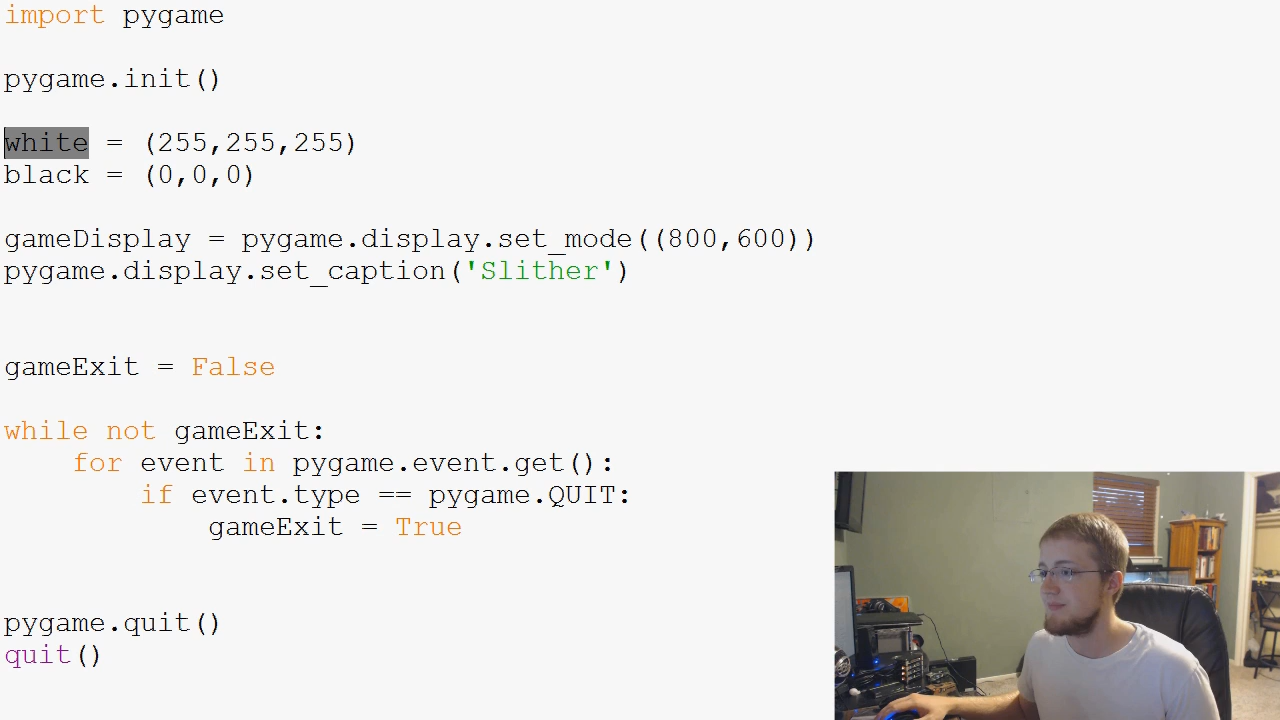 import pygame
pygame.init()
white = (255,255,255)
black = (0,0,0)
gameDisplay = pygame.display.set_mode((800,600))
pygame.display.set_caption('Slither')
gameExit = False
while not gameExit:
    for event in pygame.event.get():
        if event.type == pygame.QUIT:
            gameExit = True
pygame.quit()
quit()